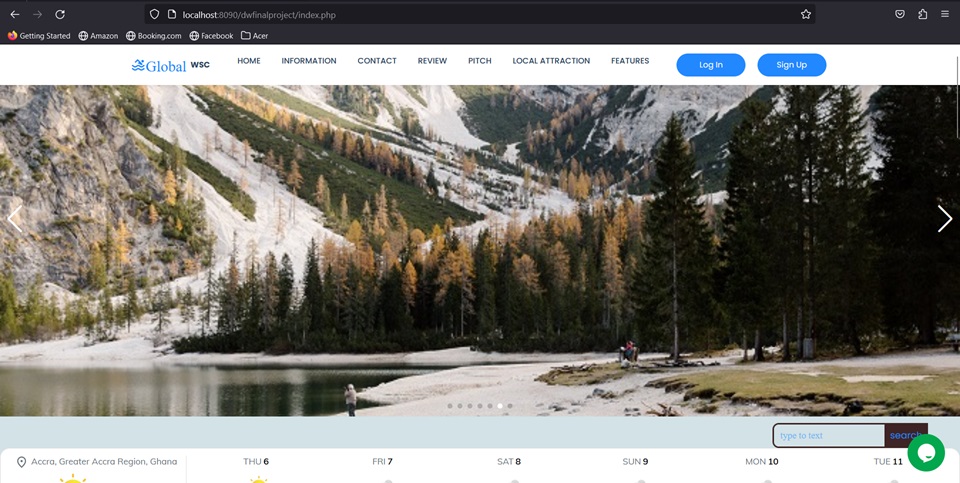 localhost:8090/dwfinalproject/index.php
Getting Started Amazon Booking.com Facebook Acer
Global WSC HOME INFORMATION CONTACT REVIEW PITCH LOCAL ATTRACTION FEATURES Log In Sign Up
type to text search
Accra, Greater Accra Region, Ghana THU 6 FRI 7 SAT 8 SUN 9 MON 10 TUE 11